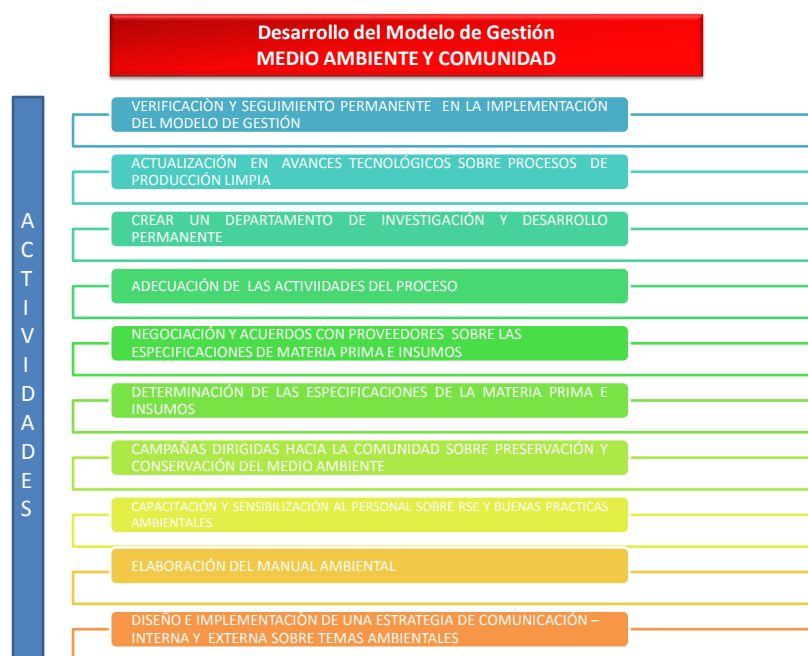 Desarrollo del Modelo de Gestión
MEDIO AMBIENTE Y COMUNIDAD
ACTIVIDADES
VERIFICACIÒN Y SEGUIMIENTO PERMANENTE EN LA IMPLEMENTACIÓN
DEL MODELO DE GESTIÓN
ACTUALIZACIÓN EN AVANCES TECNOLÓGICOS SOBRE PROCESOS DE
PRODUCCIÓN LIMPIA
CREAR UN DEPARTAMENTO DE INVESTIGACIÓN Y DESARROLLO
PERMANENTE
ADECUACIÓN DE LAS ACTIVIIDADES DEL PROCESO
NEGOCIACIÓN Y ACUERDOS CON PROVEEDORES SOBRE LAS
ESPECIFICACIONES DE MATERIA PRIMA E INSUMOS
DETERMINACIÓN DE LAS ESPECIFICACIONES DE LA MATERIA PRIMA E
INSUMOS
CAMPAÑAS DIRIGIDAS HACIA LA COMUNIDAD SOBRE PRESERVACIÓN Y
CONSERVACIÓN DEL MEDIO AMBIENTE
CAPACITACIÓN Y SENSIBILIZACIÓN AL PERSONAL SOBRE RSE Y BUENAS PRACTICAS
AMBIENTALES
ELABORACIÓN DEL MANUAL AMBIENTAL
DISEÑO E IMPLEMENTACIÒN DE UNA ESTRATEGIA DE COMUNICACIÓN –
INTERNA Y EXTERNA SOBRE TEMAS AMBIENTALES